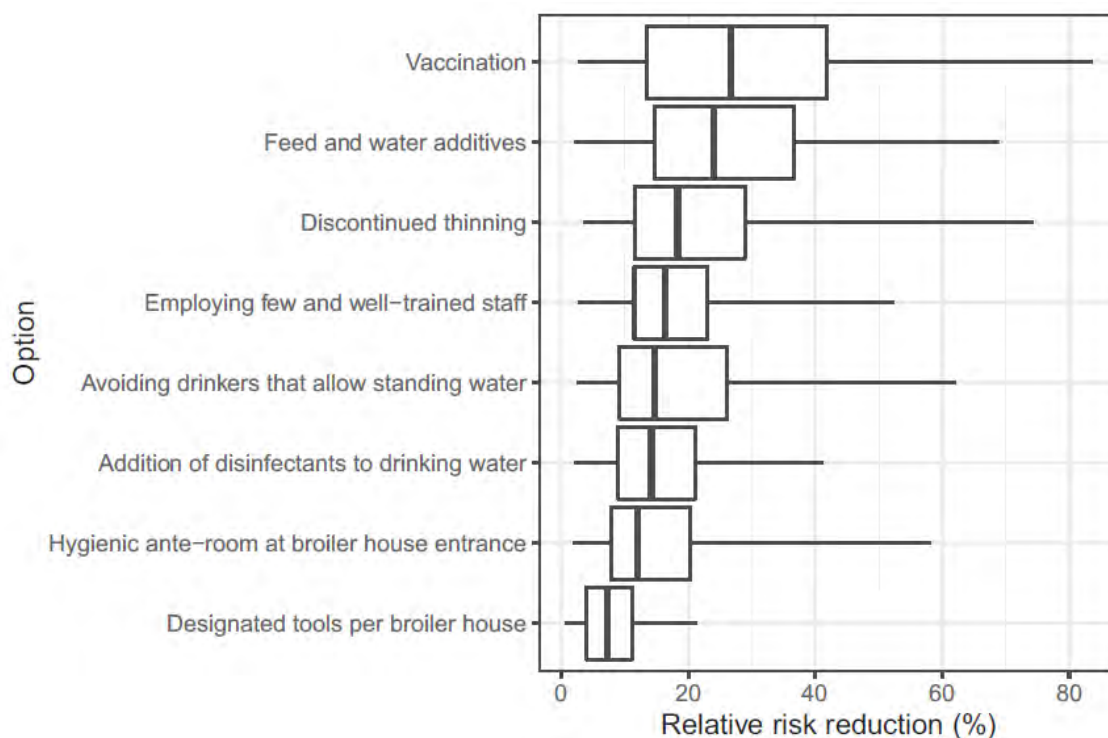 Vaccination
Feed and water additives
Discontinued thinning
Employing few and well−trained staff
Option
Avoiding drinkers that allow standing water
Addition of disinfectants to drinking water
Hygienic ante−room at broiler house entrance
Designated tools per broiler house
0 20 40 60 80
Relative risk reduction (%)